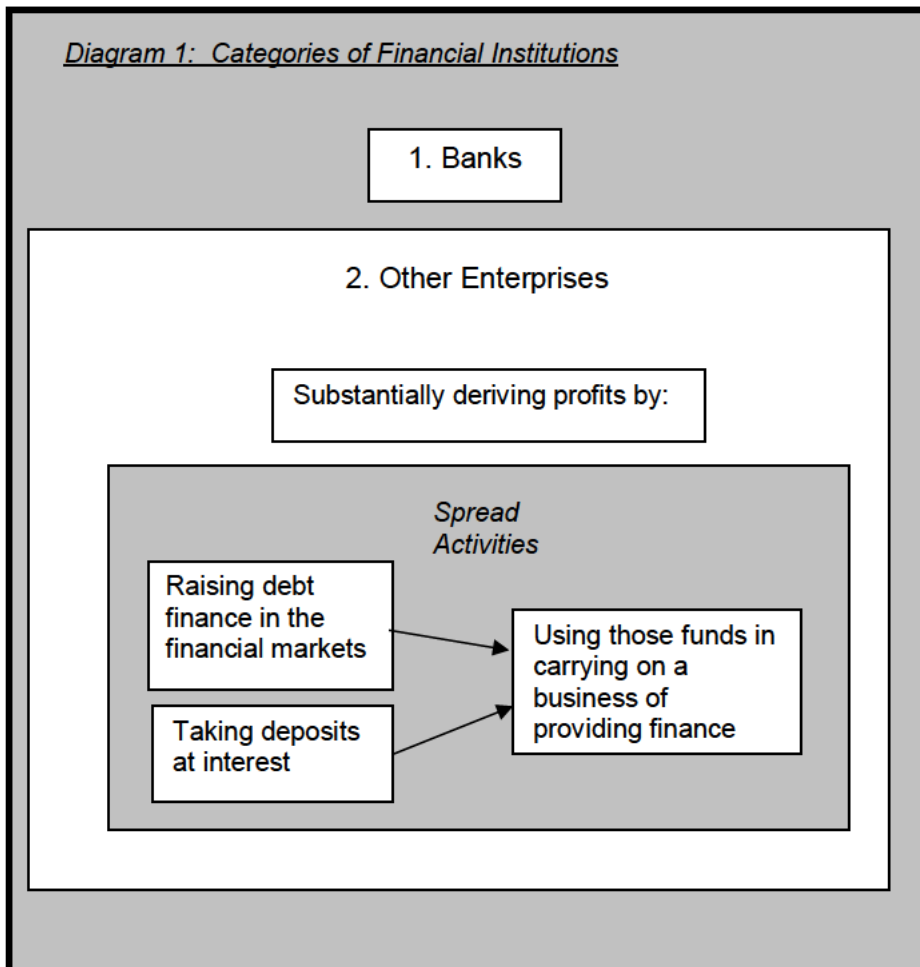 Diagram 1: Categories of Financial Institutions
1. Banks
2. Other Enterprises
Substantially deriving profits by:
Spread
Activities
Raising debt
finance in the
financial markets
Taking deposits
at interest
Using those funds in
carrying on a
business of
providing finance